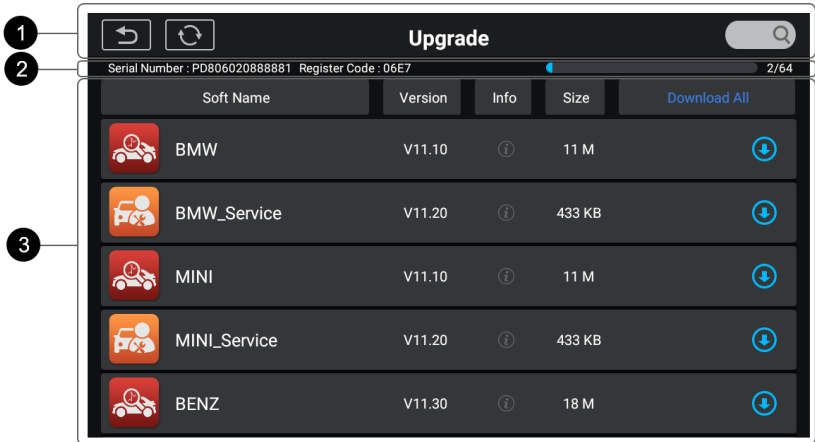 1
Upgrade
2
Serial Number : PD806020888881 Register Code : 06E7 2/64
3
Soft Name Version Info Size Download All
BMW V11.10 i 11 M
BMW_Service V11.20 i 433 KB
MINI V11.10 i 11 M
MINI_Service V11.20 i 433 KB
BENZ V11.30 i 18 M